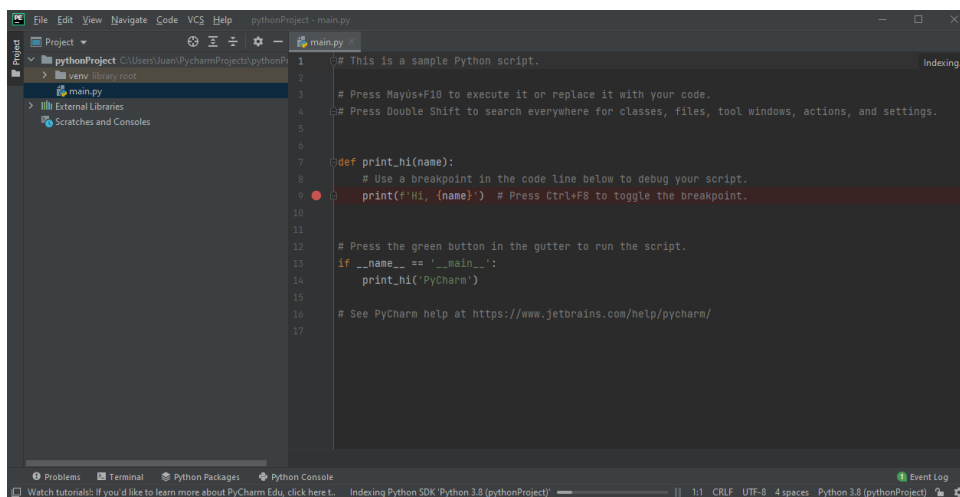 PE File Edit View Navigate Code VCS Help pythonProject - main.py
Project
main.py
Project
pythonProject C:\Users\Juan\PycharmProjects\pythonPr
venv library root
main.py
External Libraries
Scratches and Consoles
Indexing
1 # This is a sample Python script.
2
3 # Press Mayús+F10 to execute it or replace it with your code.
4 # Press Double Shift to search everywhere for classes, files, tool windows, actions, and settings.
5
6
7 def print_hi(name):
8 # Use a breakpoint in the code line below to debug your script.
9 print(f'Hi, {name}') # Press Ctrl+F8 to toggle the breakpoint.
10
11
12 # Press the green button in the gutter to run the script.
13 if __name__ == '__main__':
14 print_hi('PyCharm')
15
16 # See PyCharm help at https://www.jetbrains.com/help/pycharm/
17
Problems Terminal Python Packages Python Console 1 Event Log
Watch tutorials!: If you'd like to learn more about PyCharm Edu, click here t.. Indexing Python SDK 'Python 3.8 (pythonProject)' 1:1 CRLF UTF-8 4 spaces Python 3.8 (pythonProject)